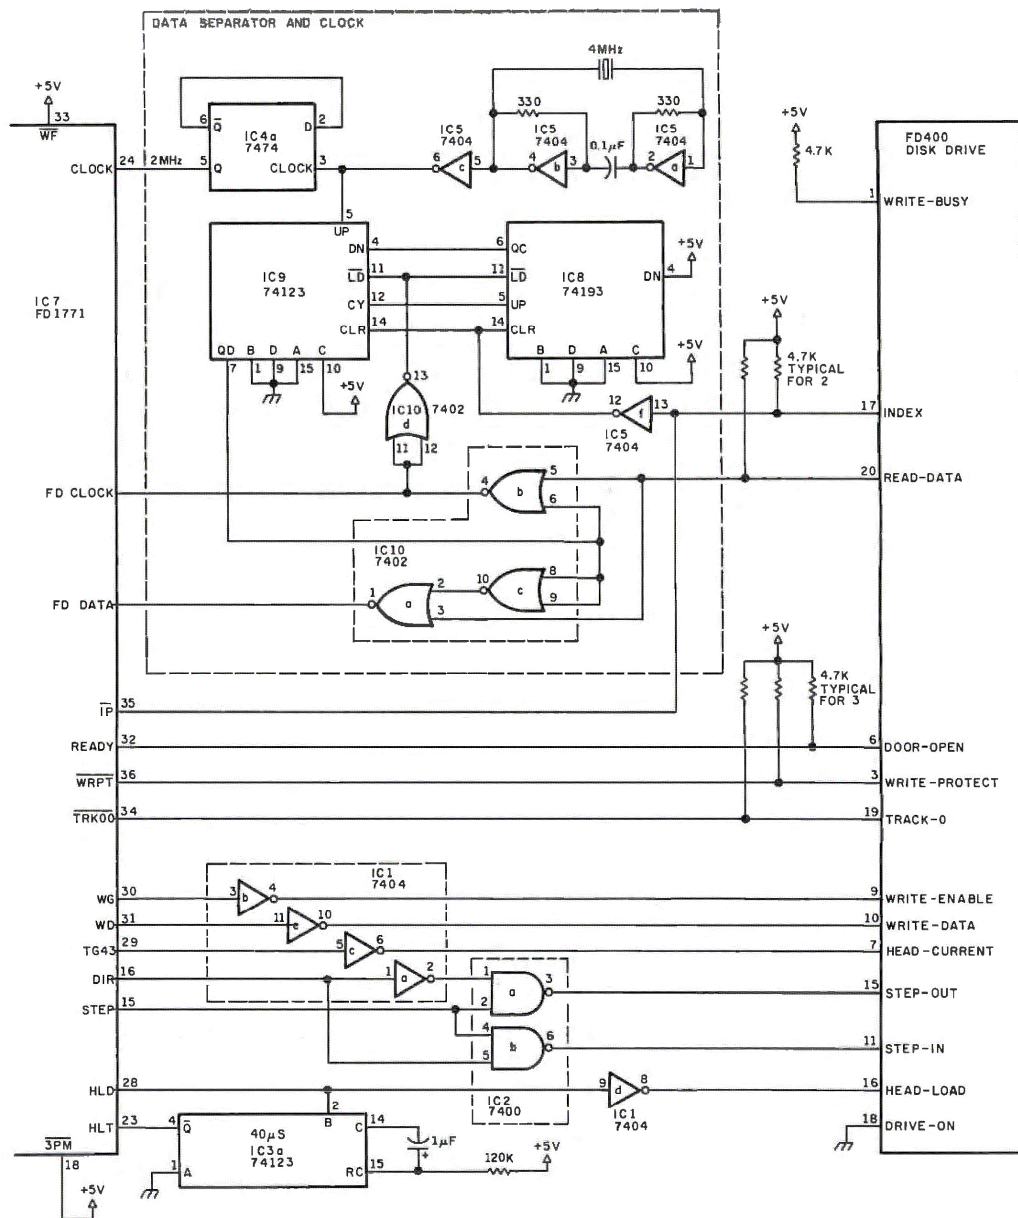 DATA SEPARATOR AND CLOCK
4MHz
+5V
33
WF
330
330
+5V
6 Q
D 2
IC4a
7474
IC5
7404
IC5
7404
0.1µF
IC5
7404
FD400
DISK DRIVE
4.7K
24 2MHz 5
CLOCK
Q
CLOCK 3
6 c 5
4 b 3
2 a 1
1
WRITE-BUSY
5
UP
DN 4
6 QC
+5V
IC9
74123
LD 11
11 LD
IC8
74193
DN 4
IC7
FD1771
CY 12
5 UP
+5V
CLR 14
14 CLR
QD B D A C
7 1 9 15 10
B D A C
1 9 15 10
+5V
4.7K
TYPICAL
FOR 2
+5V
13
12 f 13
17
INDEX
IC10
d
7402
IC5
7404
11 12
20
READ-DATA
FD CLOCK
4 b 5
6
IC10
7402
10 c 8
9
FD DATA
1 a 2
3
+5V
4.7K
TYPICAL
FOR 3
IP 35
READY 32
6 DOOR-OPEN
WRPT 36
3 WRITE-PROTECT
TRK00 34
19 TRACK-0
IC1
7404
WG 30
3 b 4
9 WRITE-ENABLE
WD 31
11 e 10
10 WRITE-DATA
TG43 29
5 c 6
7 HEAD-CURRENT
DIR 16
1 a 2
1 a 3
2
15 STEP-OUT
STEP 15
4 b 6
5
11 STEP-IN
HLD 28
9 d 8
16 HEAD-LOAD
IC2
7400
IC1
7404
2
B
HLT 23
4 Q
40µS
IC3a
74123
C 14
1µF
+
18 DRIVE-ON
1 A
RC 15
120K
+5V
3PM
18
+5V